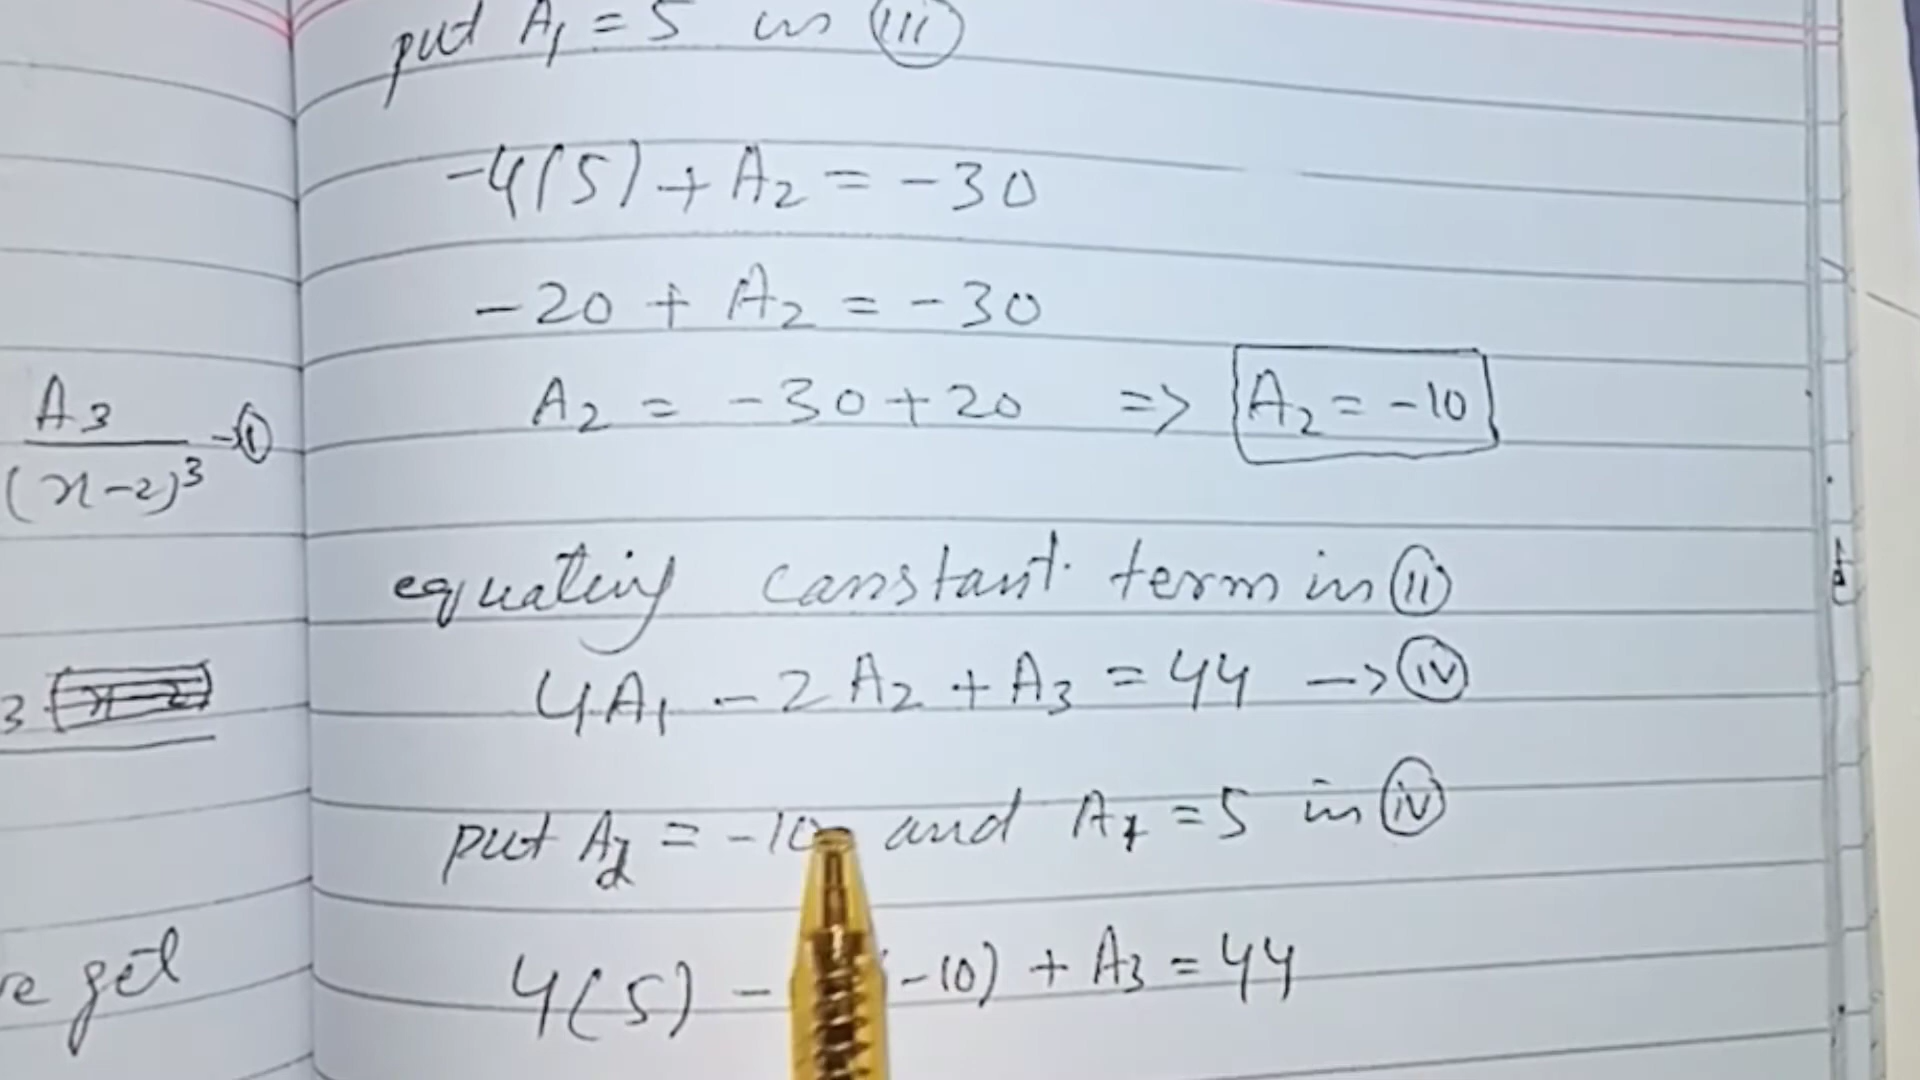 put A₁ = 5 in (iii)
-4(5) + A₂ = -30
-20 + A₂ = -30
A₂ = -30 + 20 => A₂ = -10
equating constant term in (ii)
4A₁ - 2A₂ + A₃ = 44 → (iv)
put A₂ = -10 and A₁ = 5 in (iv)
4(5) - (-10) + A₃ = 44
A₃
(x-2)³ → (i)
3
get